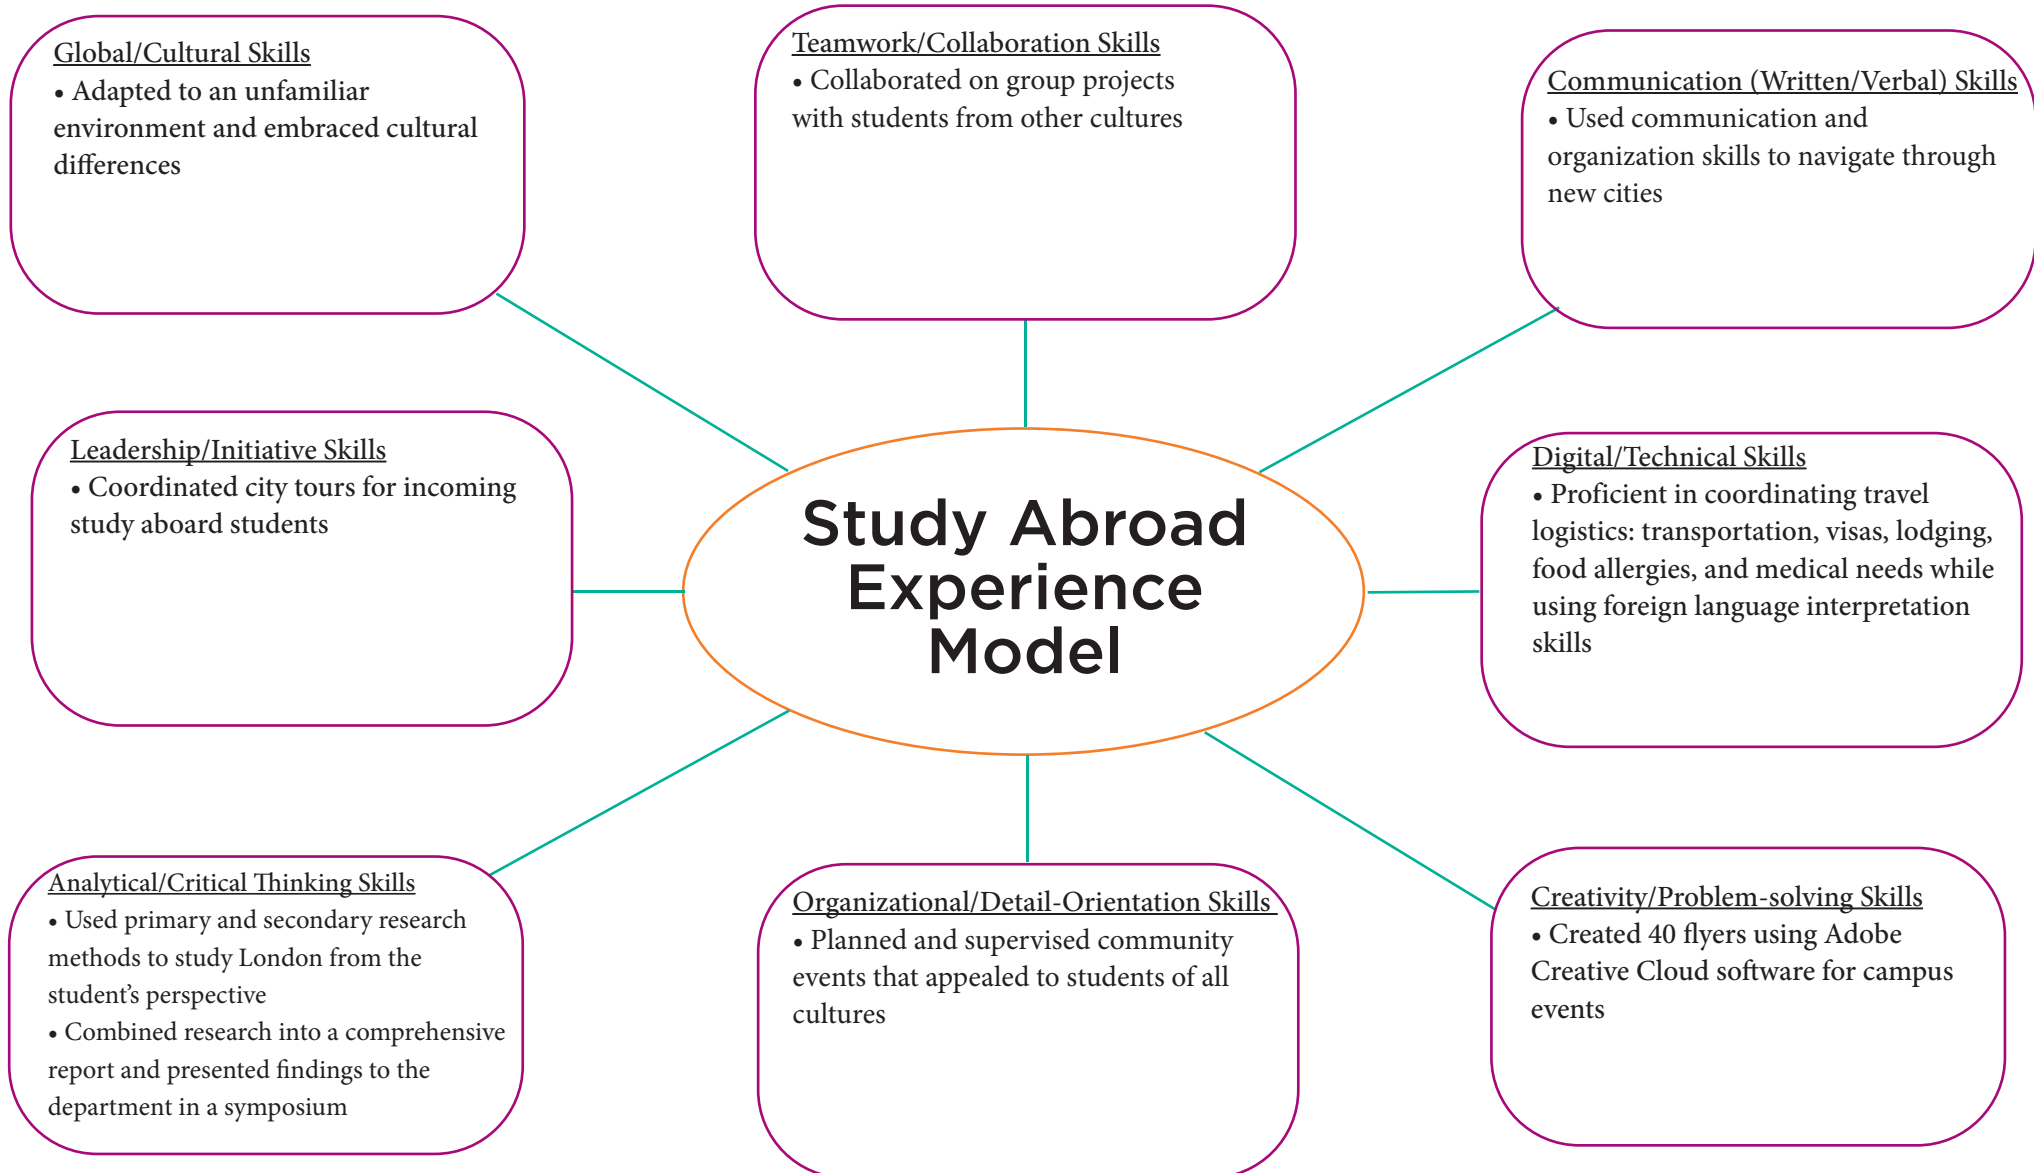 Global/Cultural Skills
• Adapted to an unfamiliar
environment and embraced cultural
differences
Teamwork/Collaboration Skills
• Collaborated on group projects
with students from other cultures
Communication (Written/Verbal) Skills
• Used communication and
organization skills to navigate through
new cities
Leadership/Initiative Skills
• Coordinated city tours for incoming
study aboard students
Study Abroad
Experience
Model
Digital/Technical Skills
• Proficient in coordinating travel
logistics: transportation, visas, lodging,
food allergies, and medical needs while
using foreign language interpretation
skills
Analytical/Critical Thinking Skills
• Used primary and secondary research
methods to study London from the
student’s perspective
• Combined research into a comprehensive
report and presented findings to the
department in a symposium
Organizational/Detail-Orientation Skills
• Planned and supervised community
events that appealed to students of all
cultures
Creativity/Problem-solving Skills
• Created 40 flyers using Adobe
Creative Cloud software for campus
events